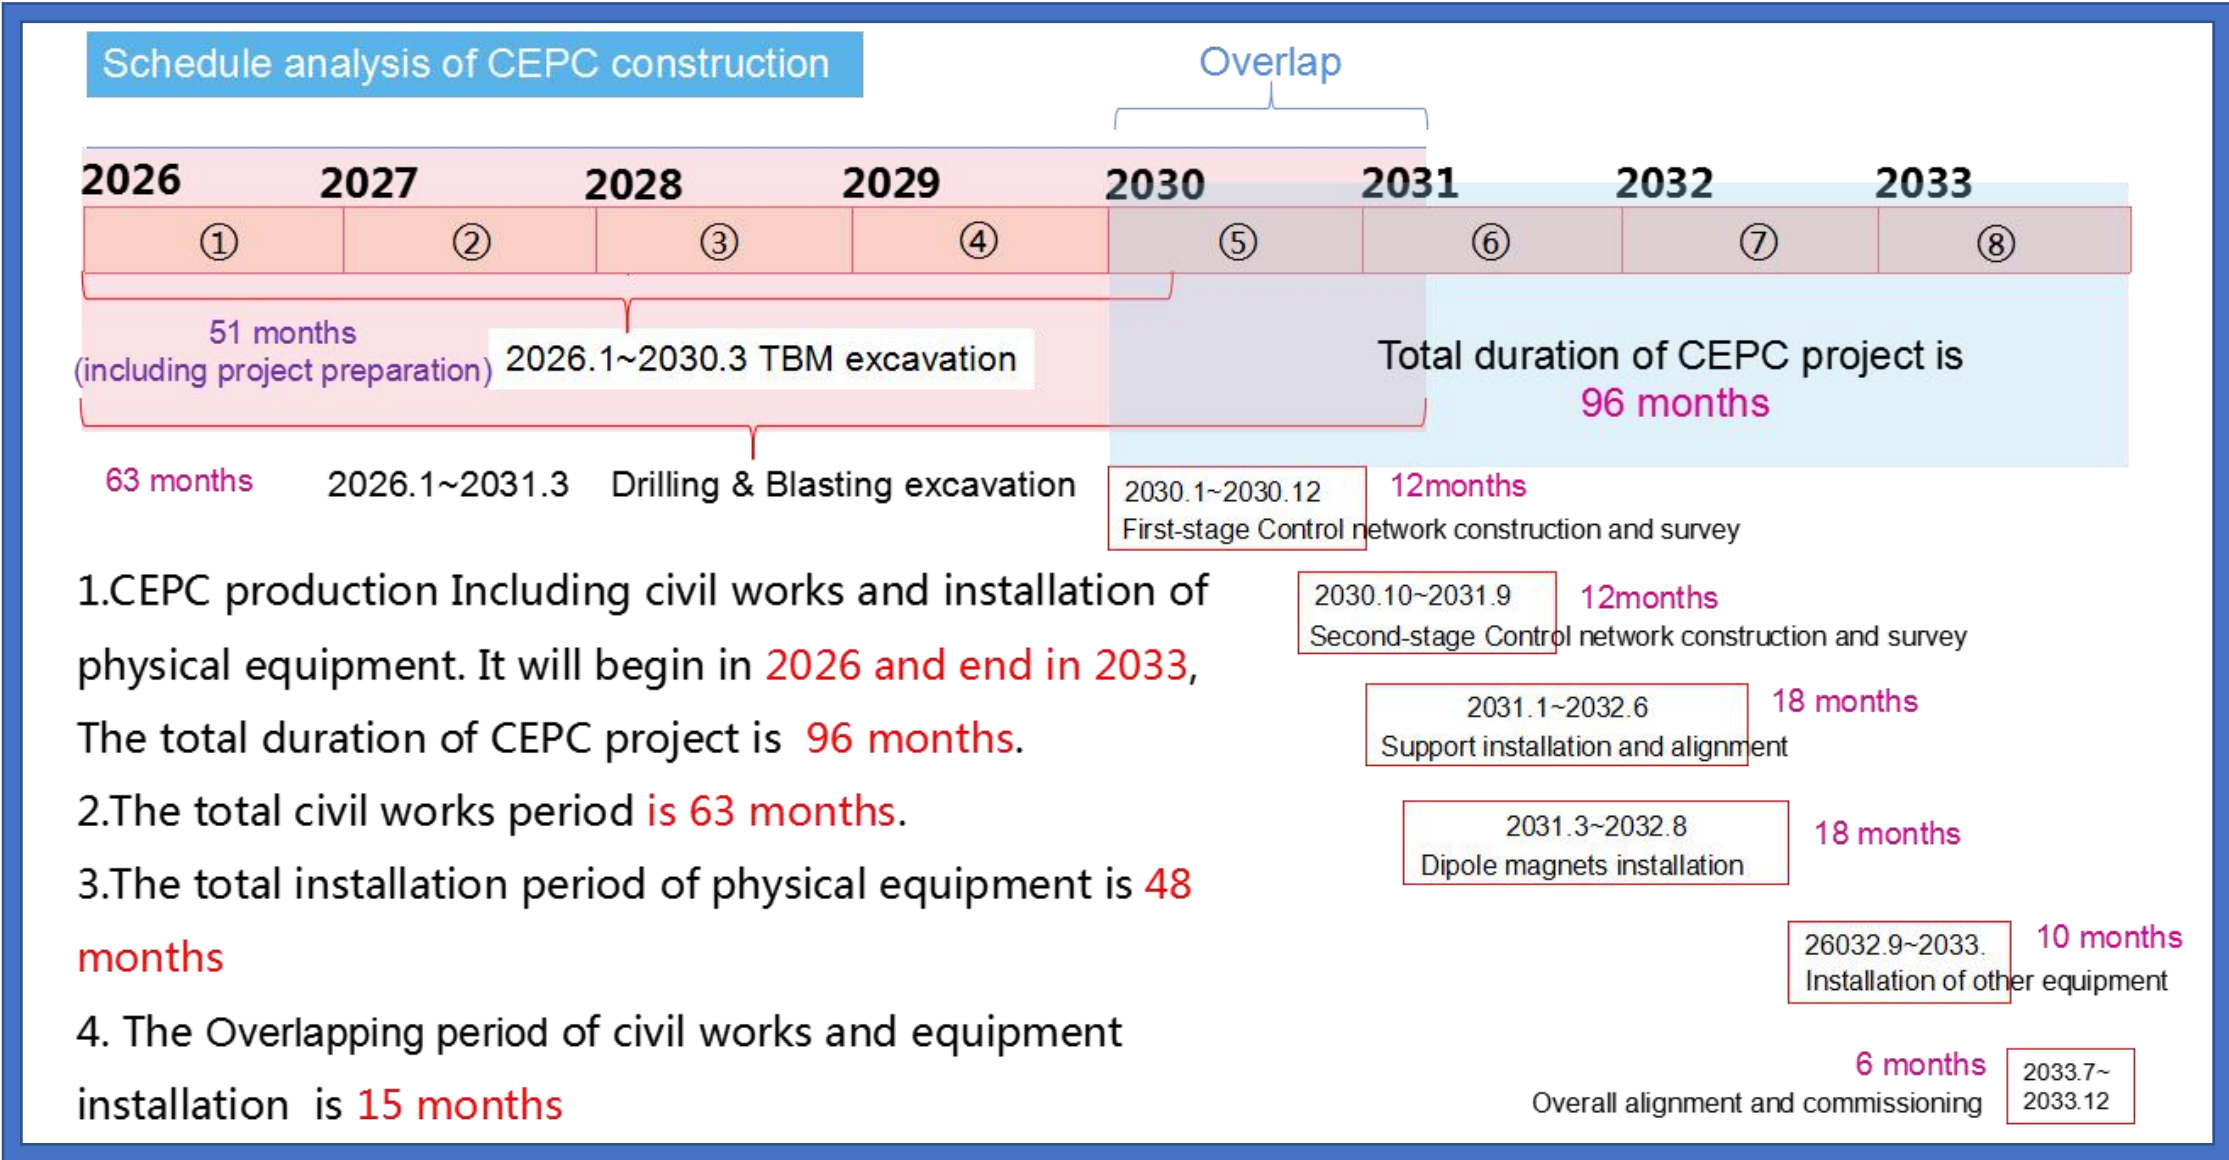 Schedule analysis of CEPC construction
Overlap
2026 2027 2028 2029 2030 2031 2032 2033
① ② ③ ④ ⑤ ⑥ ⑦ ⑧
51 months
(including project preparation)
2026.1~2030.3 TBM excavation
Total duration of CEPC project is
96 months
63 months 2026.1~2031.3 Drilling & Blasting excavation
2030.1~2030.12 12months
First-stage Control network construction and survey
2030.10~2031.9 12months
Second-stage Control network construction and survey
2031.1~2032.6 18 months
Support installation and alignment
2031.3~2032.8 18 months
Dipole magnets installation
26032.9~2033. 10 months
Installation of other equipment
6 months 2033.7~
2033.12
Overall alignment and commissioning
1.CEPC production Including civil works and installation of
physical equipment. It will begin in 2026 and end in 2033,
The total duration of CEPC project is 96 months.
2.The total civil works period is 63 months.
3.The total installation period of physical equipment is 48
months
4. The Overlapping period of civil works and equipment
installation is 15 months